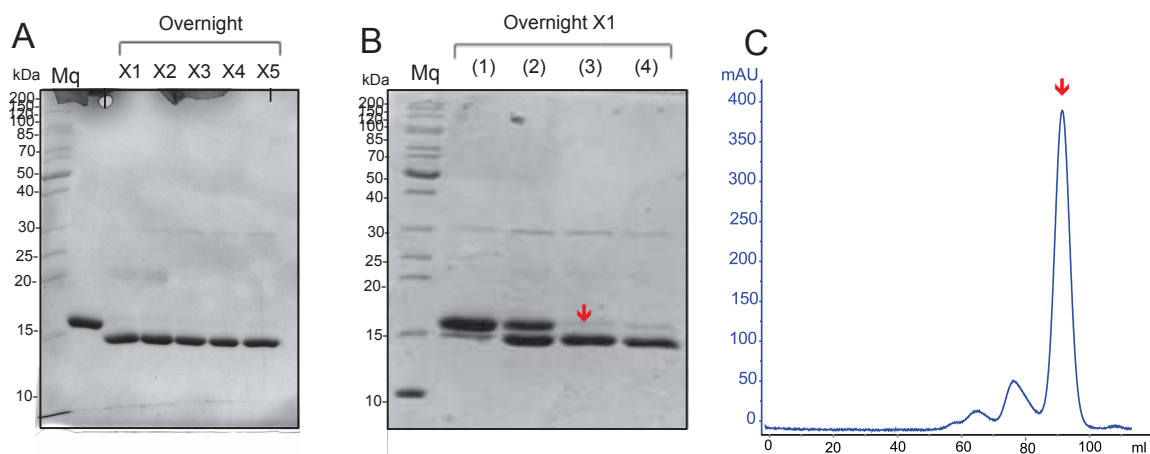 A
Overnight
kDa
Mq
X1
X2
X3
X4
X5
200
150
120
100
85-
70-
50-
40-
30-
25-
20-
15-
10-
B
Overnight X1
kDa
Mq
(1)
(2)
(3)
(4)
200
150
120
100
85-
70-
50-
40-
30-
25-
20-
15-
10-
C
mAU
400
350
300
250
200
150
100
50
0
0
20
40
60
80
100
ml